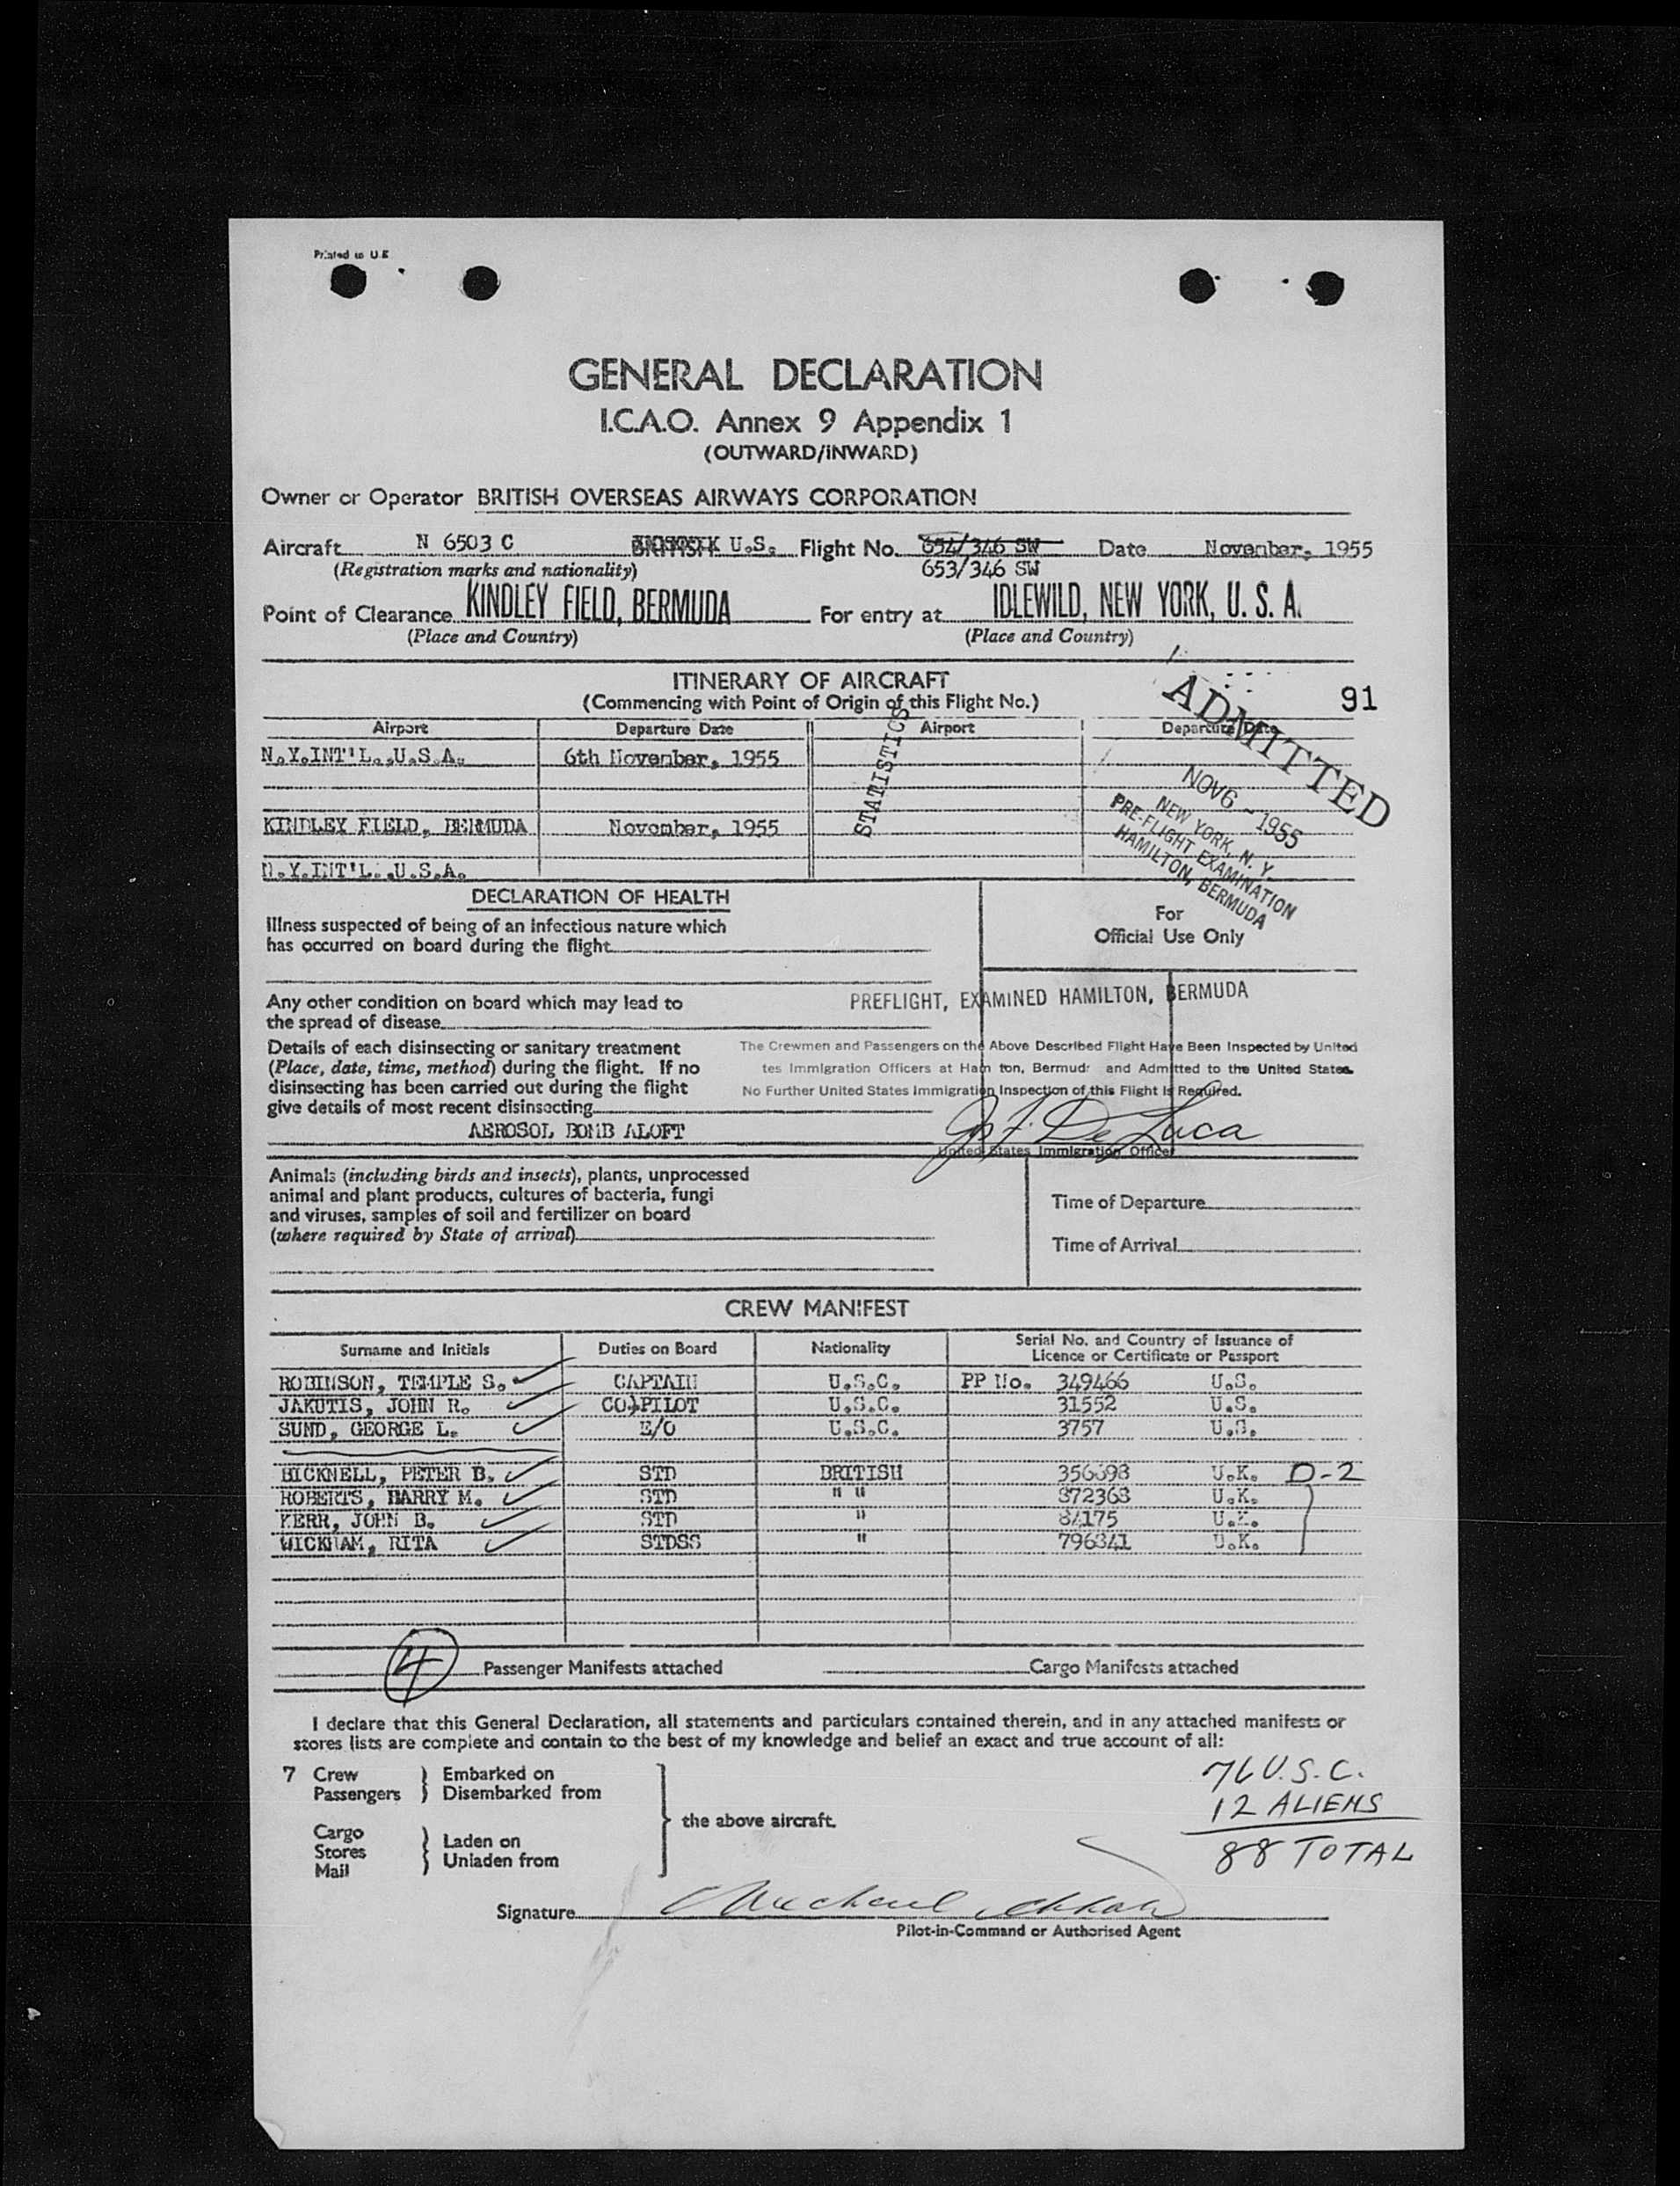 Printed in U.K
GENERAL DECLARATION
I.C.A.O. Annex 9 Appendix 1
(OUTWARD/INWARD)
Owner or Operator BRITISH OVERSEAS AIRWAYS CORPORATION
Aircraft N 6503 C BRITISH U.S. Flight No. 654/346 SW Date November, 1955
(Registration marks and nationality) 653/346 SW
Point of Clearance KINDLEY FIELD, BERMUDA For entry at IDLEWILD, NEW YORK, U. S. A.
(Place and Country) (Place and Country)
ITINERARY OF AIRCRAFT
(Commencing with Point of Origin of this Flight No.)
91
Airport Departure Date Airport Departure Date
N.Y.INT'L.,U.S.A. 6th November, 1955
KINDLEY FIELD, BERMUDA November, 1955
N.Y.INT'L.,U.S.A.
STATISTICS
ADMITTED
NOV 6 - 1955
NEW YORK, N. Y.
PRE-FLIGHT EXAMINATION
HAMILTON, BERMUDA
DECLARATION OF HEALTH
Illness suspected of being of an infectious nature which
has occurred on board during the flight
For
Official Use Only
Any other condition on board which may lead to
the spread of disease
PREFLIGHT, EXAMINED HAMILTON, BERMUDA
Details of each disinsecting or sanitary treatment
(Place, date, time, method) during the flight. If no
disinsecting has been carried out during the flight
give details of most recent disinsecting
AEROSOL BOMB ALOFT
The Crewmen and Passengers on the Above Described Flight Have Been Inspected by United
tes Immigration Officers at Ham ton, Bermud and Admitted to the United States.
No Further United States Immigration Inspection of this Flight Is Required.
Jos F. De Luca
United States Immigration Officer
Animals (including birds and insects), plants, unprocessed
animal and plant products, cultures of bacteria, fungi
and viruses, samples of soil and fertilizer on board
(where required by State of arrival)
Time of Departure
Time of Arrival
CREW MANIFEST
Surname and Initials Duties on Board Nationality Serial No. and Country of Issuance of
Licence or Certificate or Passport
ROBINSON, TEMPLE S. CAPTAIN U.S.C. PP No. 349466 U.S.
JAKUTIS, JOHN R. CO-PILOT U.S.C. 31552 U.S.
SUND, GEORGE L. E/O U.S.C. 3757 U.S.
BICKNELL, PETER B. STD BRITISH 356398 U.K. D-2
ROBERTS, HARRY M. STD " " 872368 U.K.
KERR, JOHN B. STD " 84175 U.K.
WICKHAM, RITA STDSS " 796341 U.K.
4 Passenger Manifests attached Cargo Manifests attached
I declare that this General Declaration, all statements and particulars contained therein, and in any attached manifests or
stores lists are complete and contain to the best of my knowledge and belief an exact and true account of all:
7 Crew Embarked on
Passengers Disembarked from
the above aircraft.
Cargo
Stores Laden on
Mail Unladen from
76 U.S.C.
12 ALIENS
88 TOTAL
Signature Michael
Pilot-in-Command or Authorised Agent